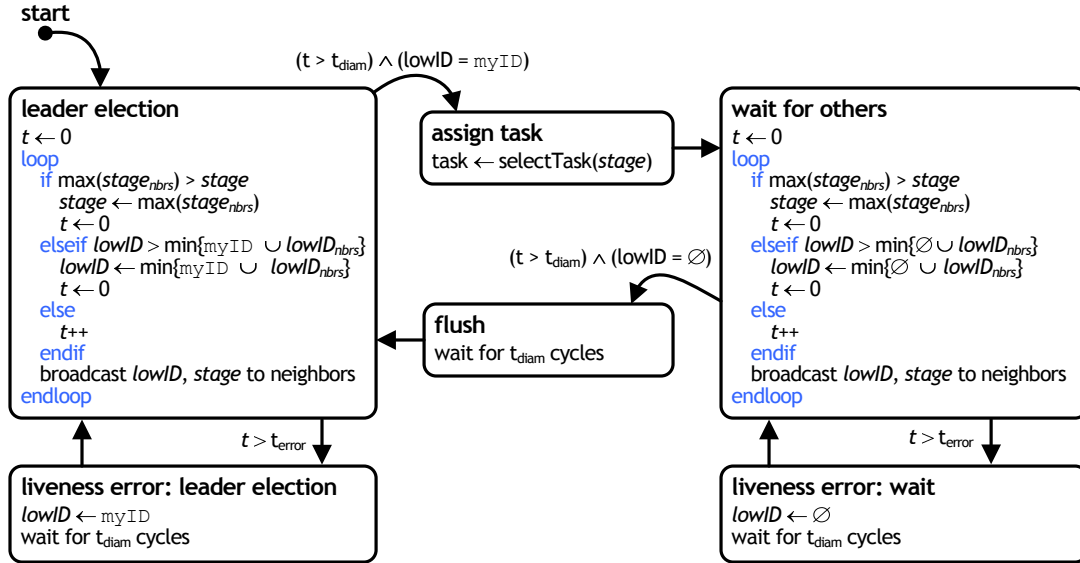 start
(t > t_diam) ∧ (lowID = myID)
leader election
t ← 0
loop
if max(stage_nbrs) > stage
stage ← max(stage_nbrs)
t ← 0
elseif lowID > min{myID ∪ lowID_nbrs}
lowID ← min{myID ∪ lowID_nbrs}
t ← 0
else
t++
endif
broadcast lowID, stage to neighbors
endloop
assign task
task ← selectTask(stage)
wait for others
t ← 0
loop
if max(stage_nbrs) > stage
stage ← max(stage_nbrs)
t ← 0
elseif lowID > min{∅ ∪ lowID_nbrs}
lowID ← min{∅ ∪ lowID_nbrs}
t ← 0
else
t++
endif
broadcast lowID, stage to neighbors
endloop
(t > t_diam) ∧ (lowID = ∅)
flush
wait for t_diam cycles
t > t_error
liveness error: leader election
lowID ← myID
wait for t_diam cycles
t > t_error
liveness error: wait
lowID ← ∅
wait for t_diam cycles